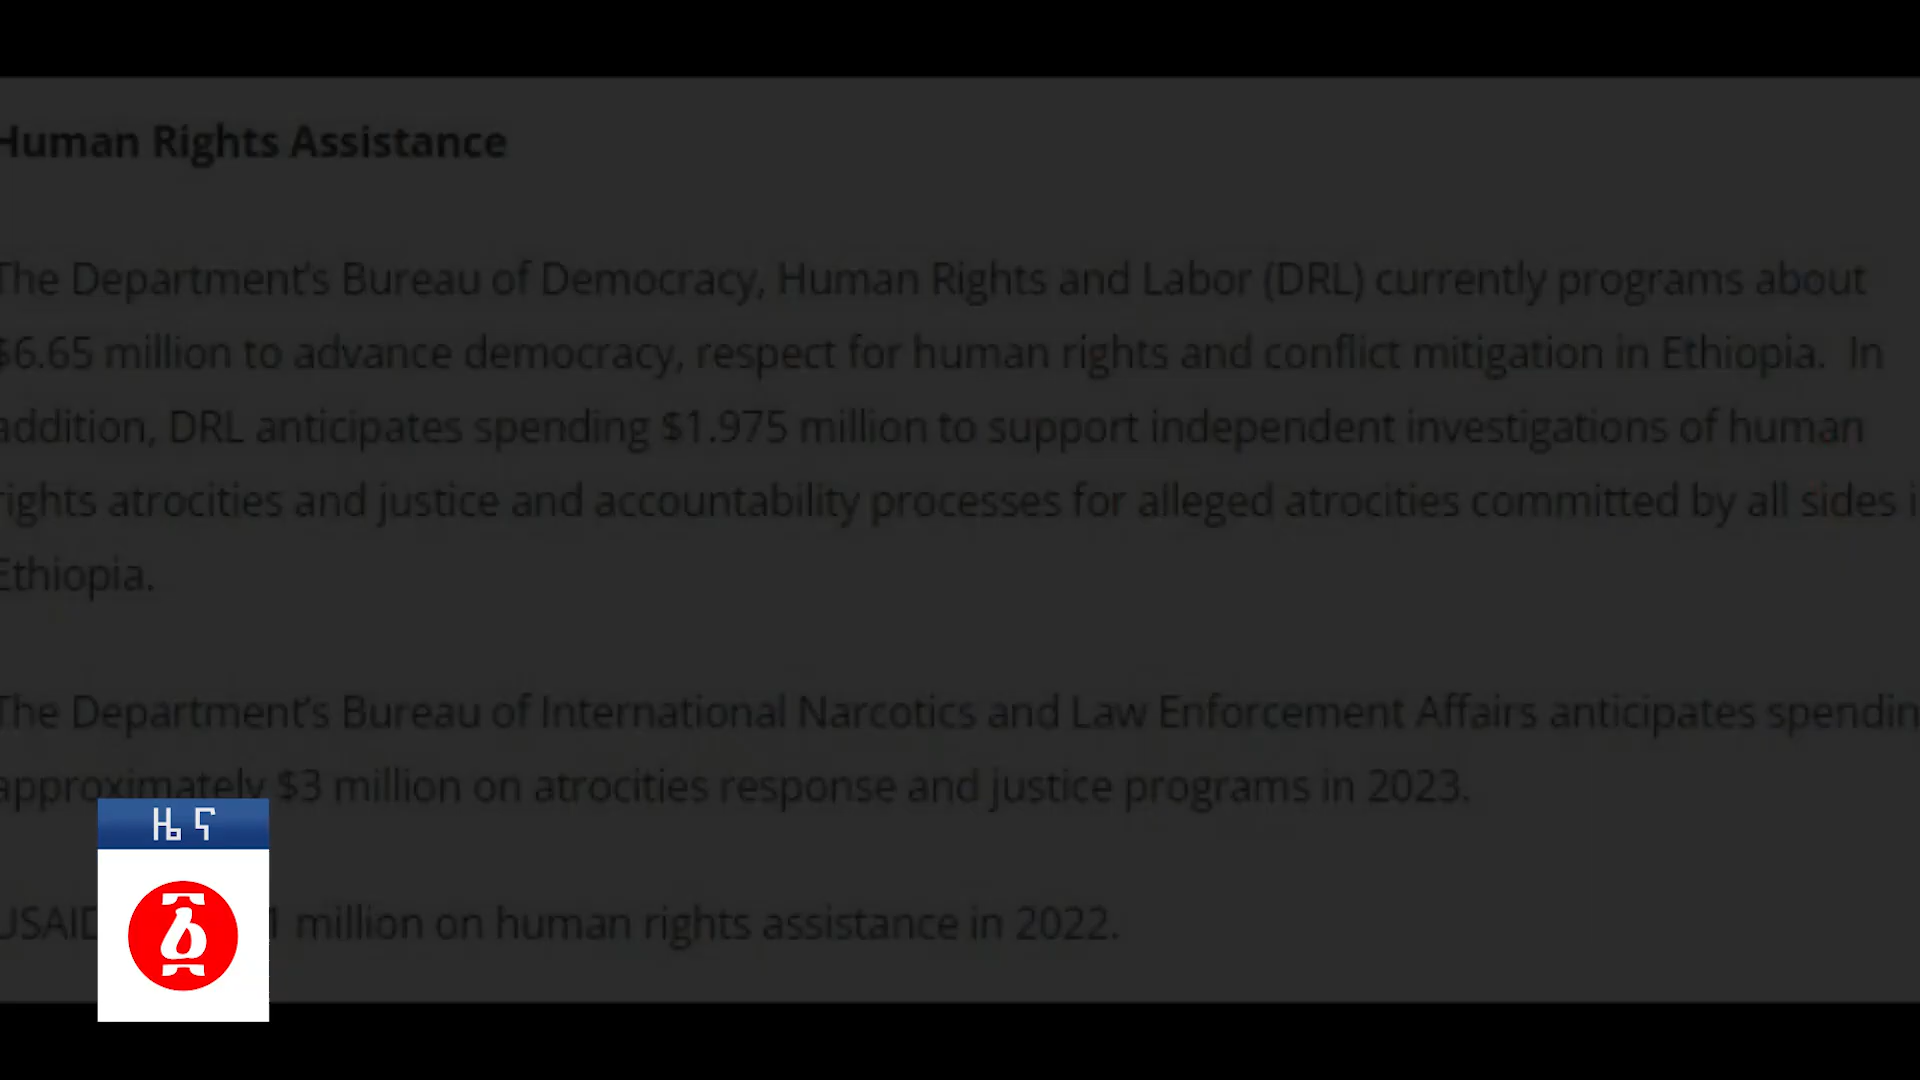 Human Rights Assistance
The Department's Bureau of Democracy, Human Rights and Labor (DRL) currently programs about
$6.65 million to advance democracy, respect for human rights and conflict mitigation in Ethiopia. In
addition, DRL anticipates spending $1.975 million to support independent investigations of human
rights atrocities and justice and accountability processes for alleged atrocities committed by all sides
Ethiopia.
The Department's Bureau of International Narcotics and Law Enforcement Affairs anticipates spendin
approximately $3 million on atrocities response and justice programs in 2023.
USAID 1 million on human rights assistance in 2022.
ዜና